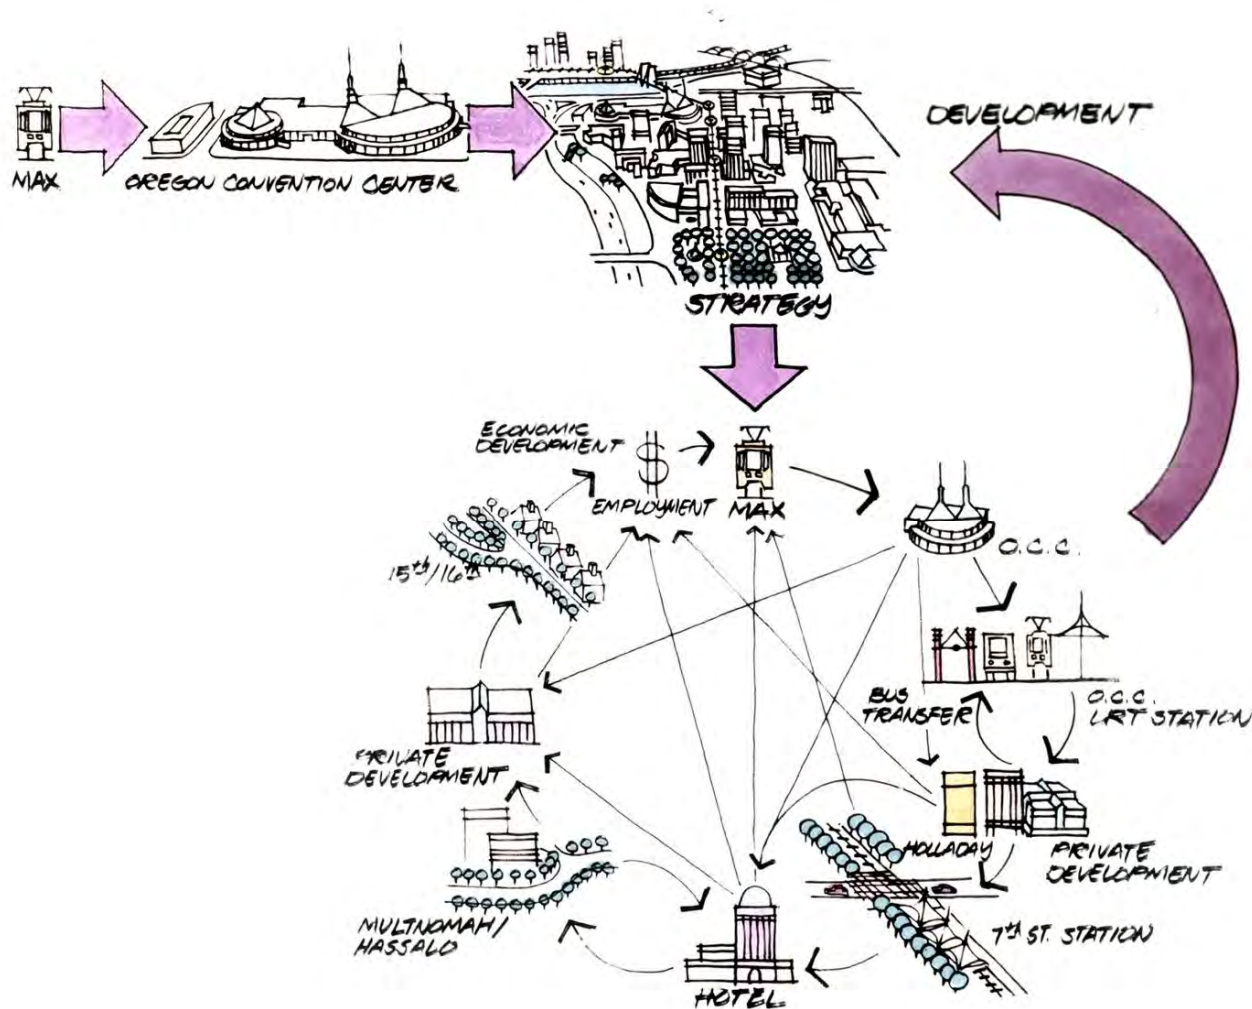 DEVELOPMENT
MAX
OREGON CONVENTION CENTER
STRATEGY
ECONOMIC
DEVELOPMENT
$
EMPLOYMENT
MAX
O.C.C.
15th/16th
BUS
TRANSFER
O.C.C.
LRT STATION
PRIVATE
DEVELOPMENT
HOLLADAY
PRIVATE
DEVELOPMENT
MULTNOMAH/
HASSALO
7th ST. STATION
HOTEL